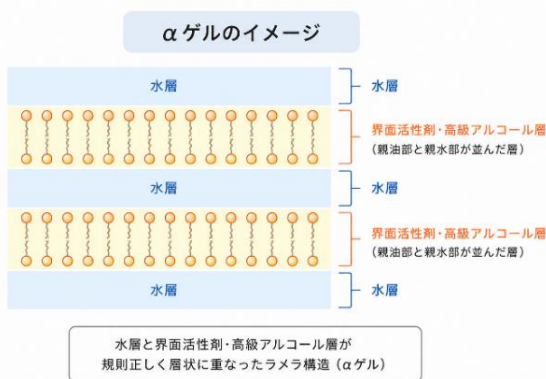 αゲルのイメージ
水層
水層
界面活性剤・高級アルコール層
(親油部と親水部が並んだ層)
水層
水層
界面活性剤・高級アルコール層
(親油部と親水部が並んだ層)
水層
水層
水層と界面活性剤・高級アルコール層が
規則正しく層状に重なったラメラ構造(αゲル)